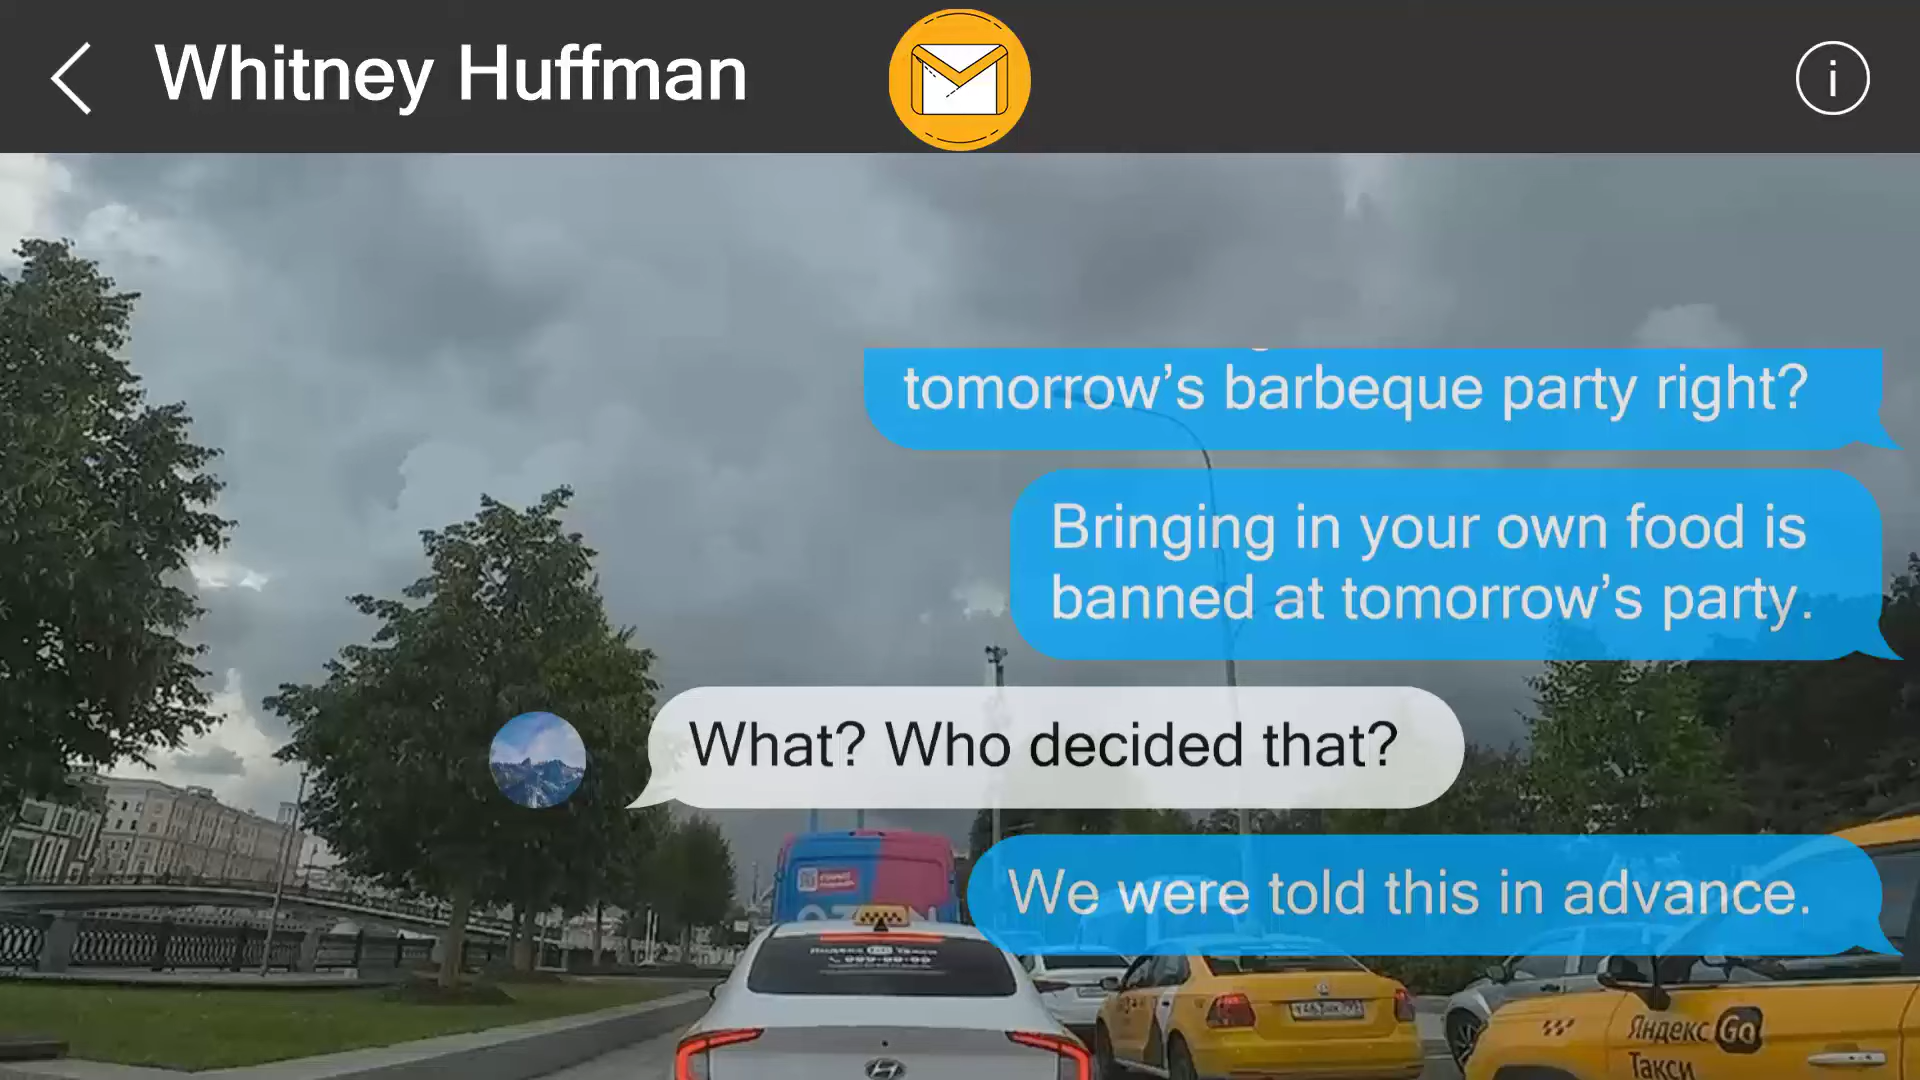 Whitney Huffman
i
tomorrow’s barbeque party right?
Bringing in your own food is
banned at tomorrow’s party.
What? Who decided that?
We were told this in advance.
Яндекс Go
Такси